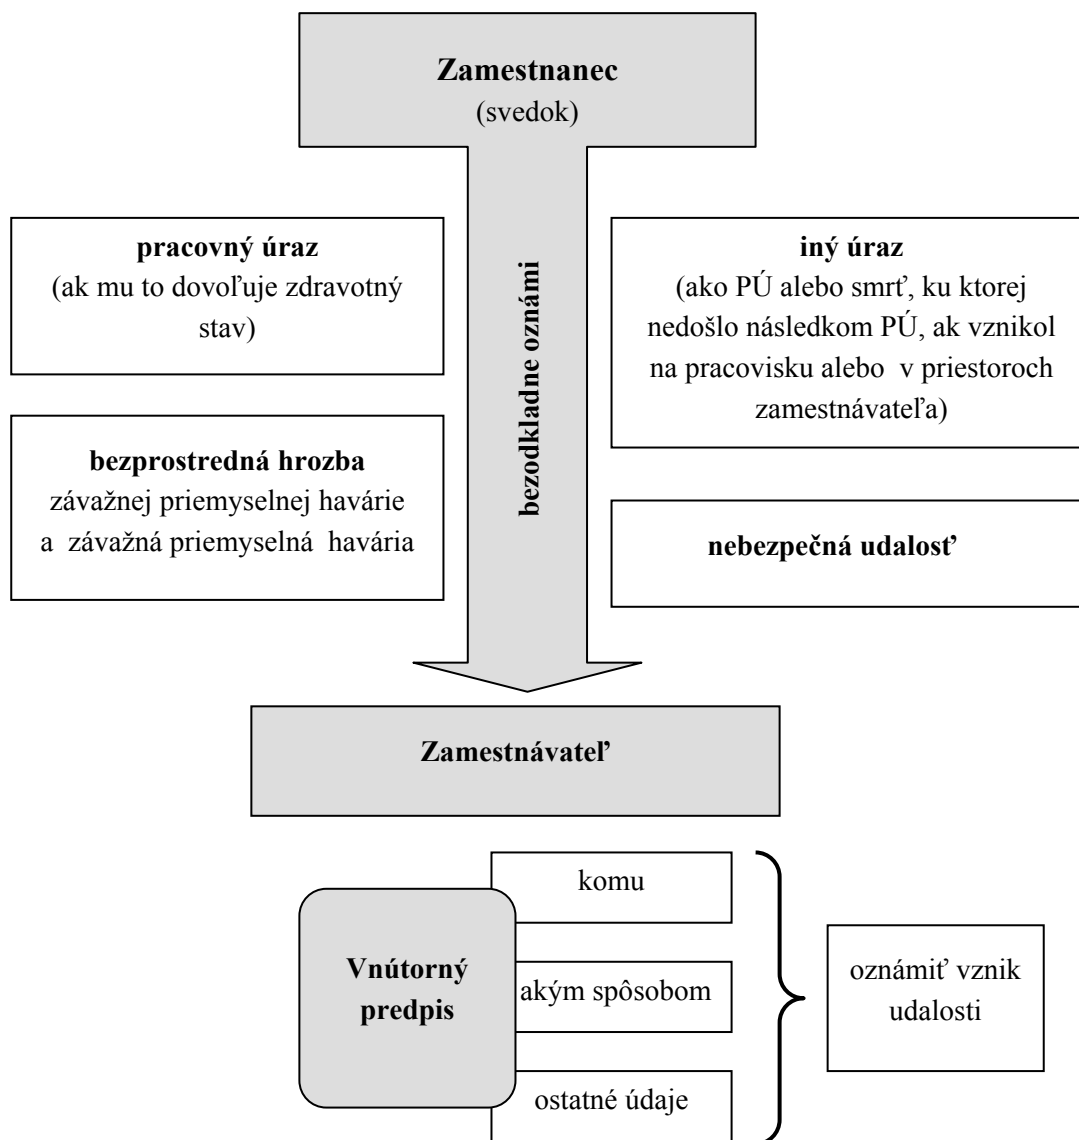 Zamestnanec
(svedok)
pracovný úraz
(ak mu to dovoľuje zdravotný
stav)
bezprostredná hrozba
závažnej priemyselnej havárie
a závažná priemyselná havária
bezodkladne oznámi
iný úraz
(ako PÚ alebo smrť, ku ktorej
nedošlo následkom PÚ, ak vznikol
na pracovisku alebo v priestoroch
zamestnávateľa)
nebezpečná udalosť
Zamestnávateľ
Vnútorný
predpis
komu
akým spôsobom
ostatné údaje
oznámiť vznik
udalosti